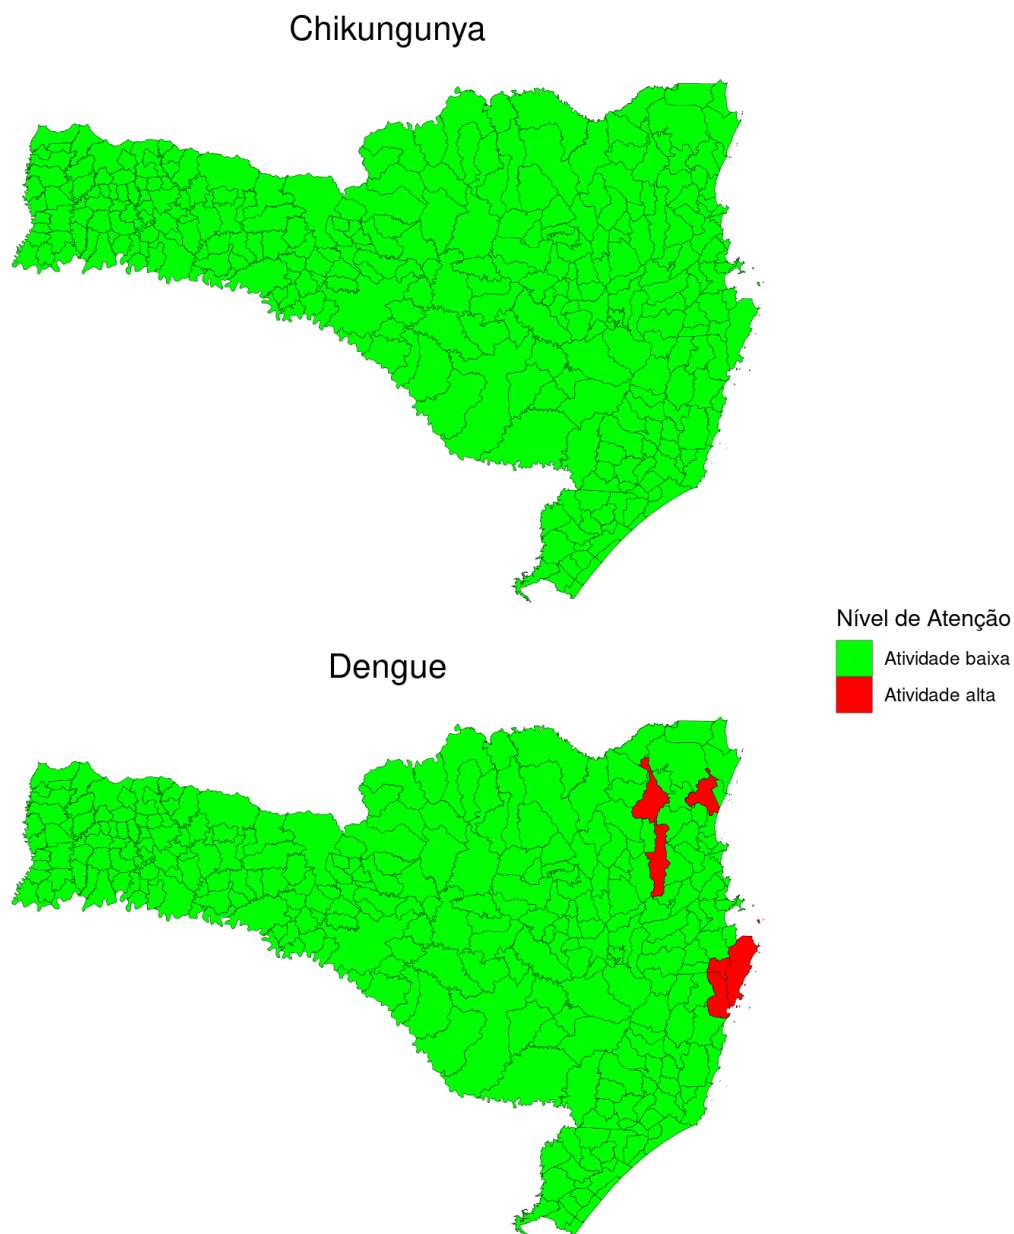 Chikungunya
Nível de Atenção
Atividade baixa
Atividade alta
Dengue